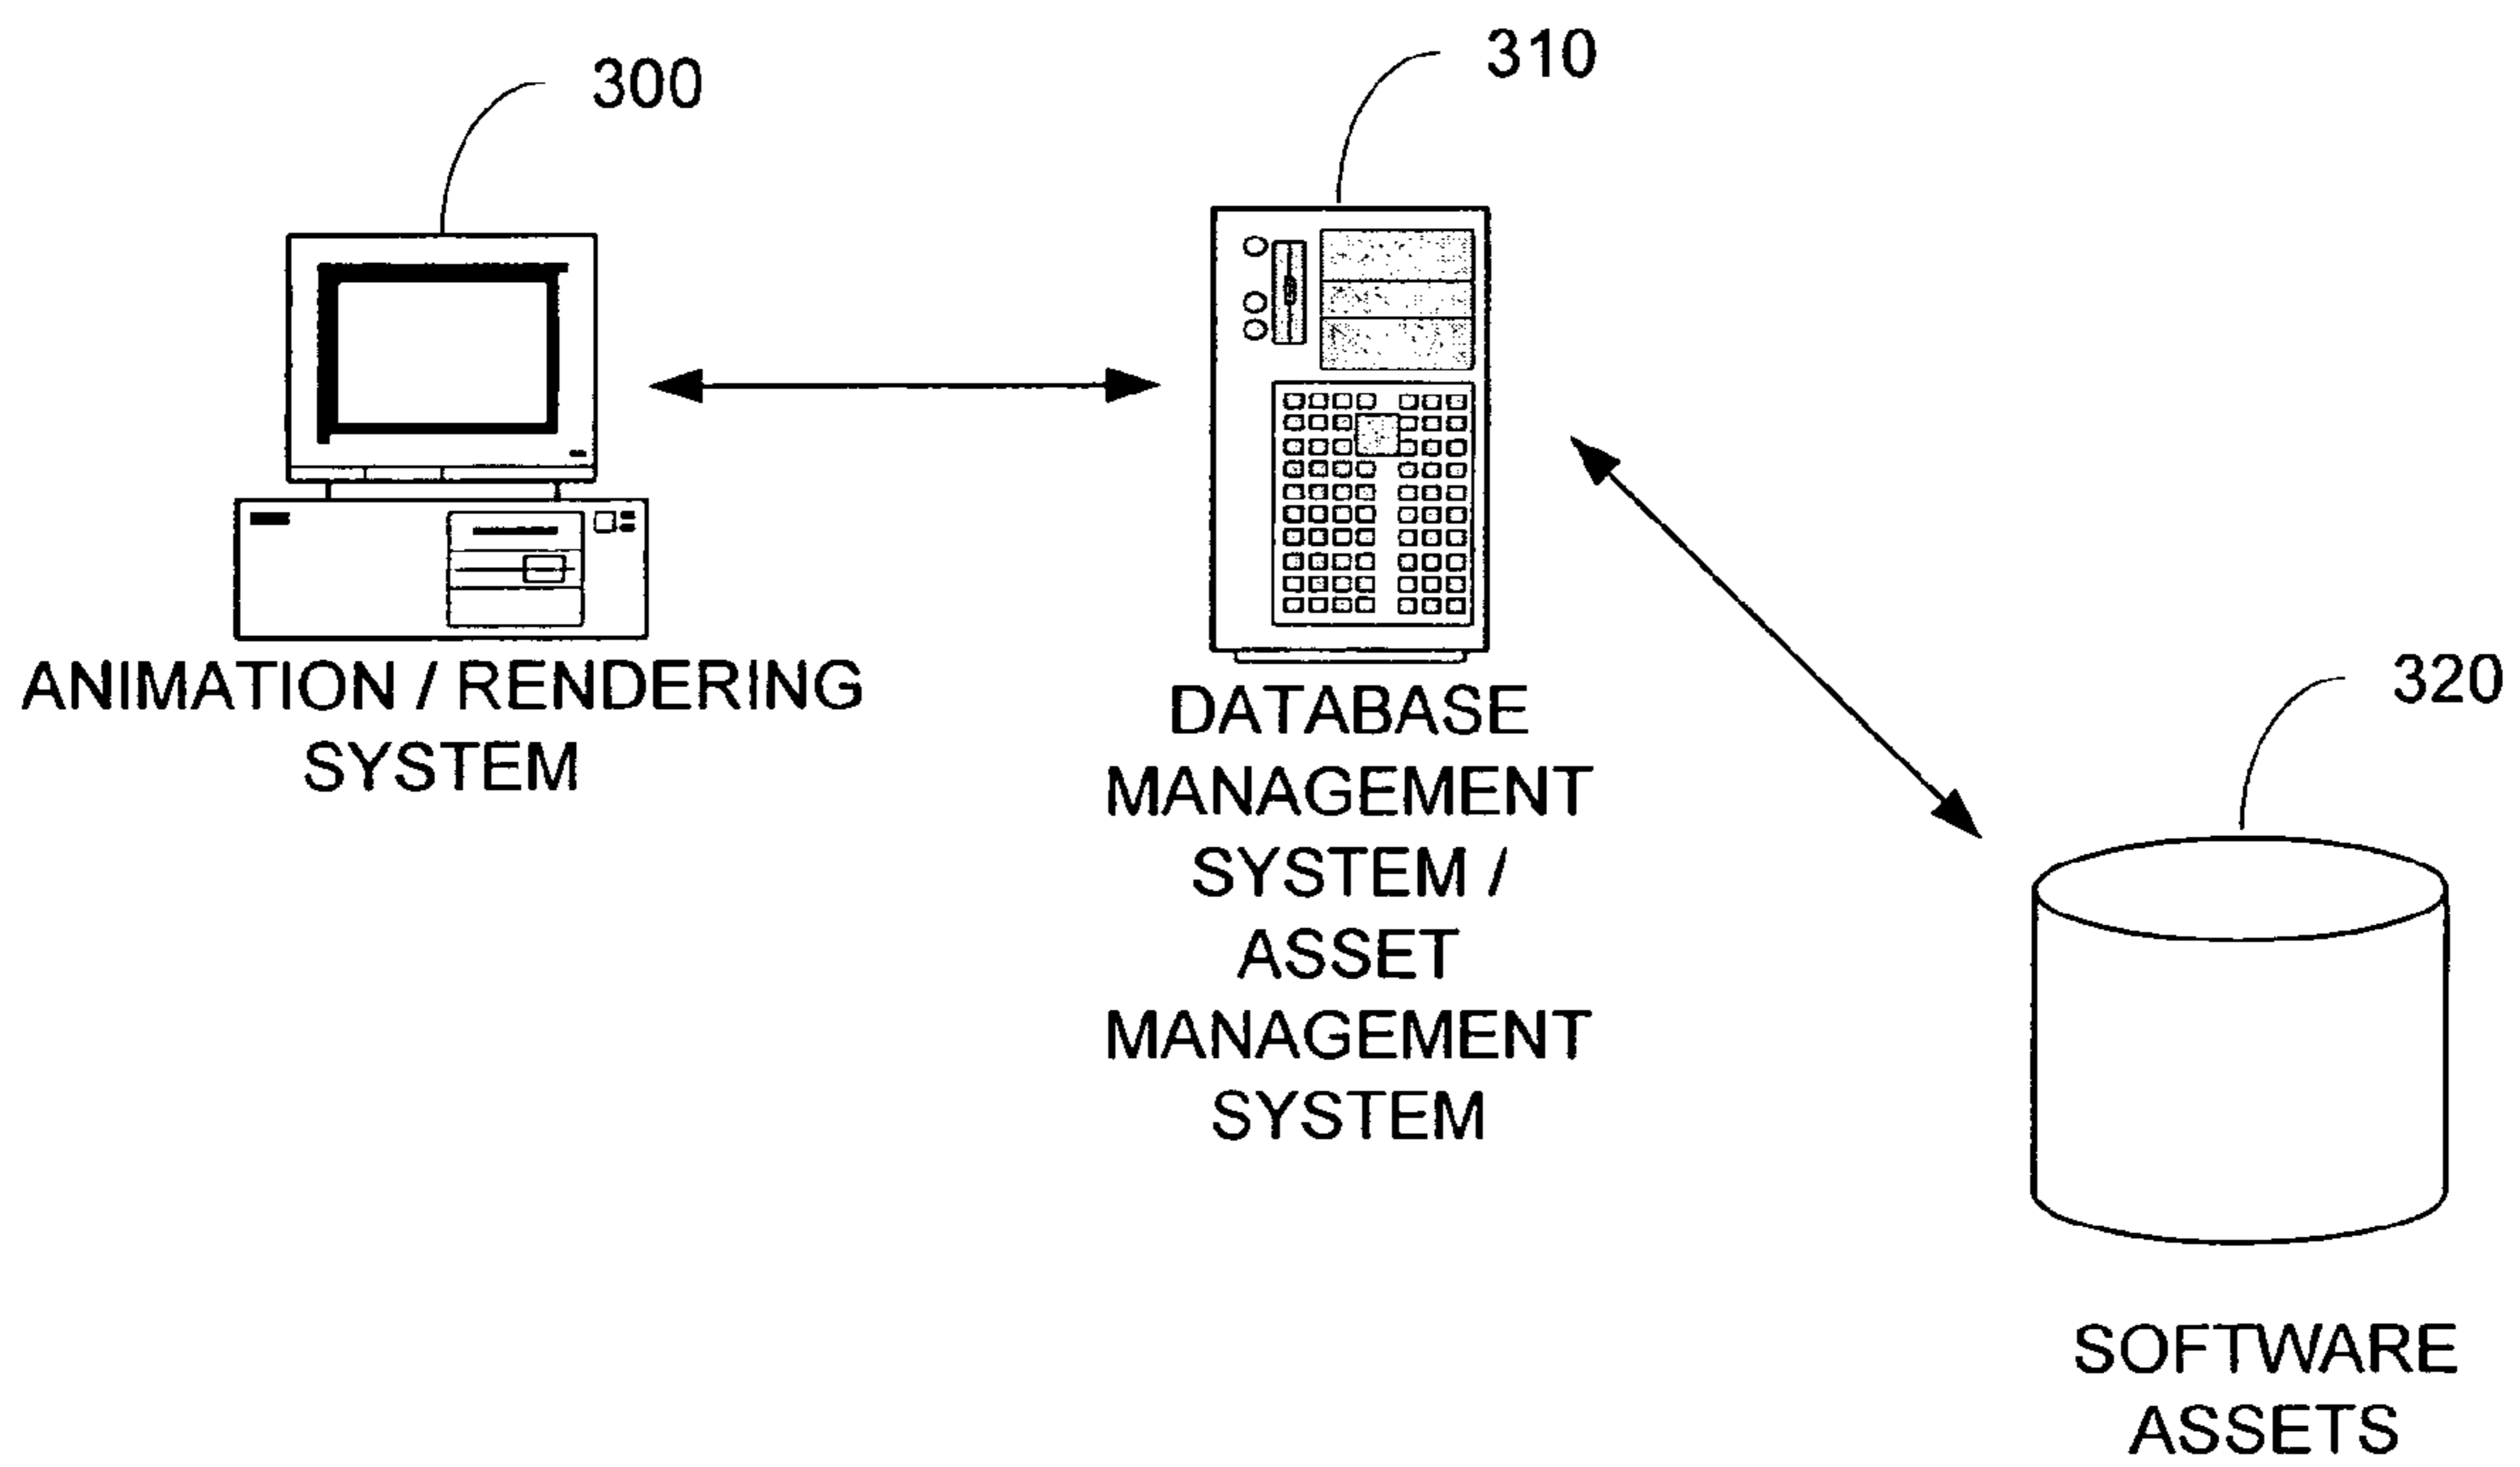 300
310
ANIMATION / RENDERING
SYSTEM
DATABASE
MANAGEMENT
SYSTEM /
ASSET
MANAGEMENT
SYSTEM
320
SOFTWARE
ASSETS